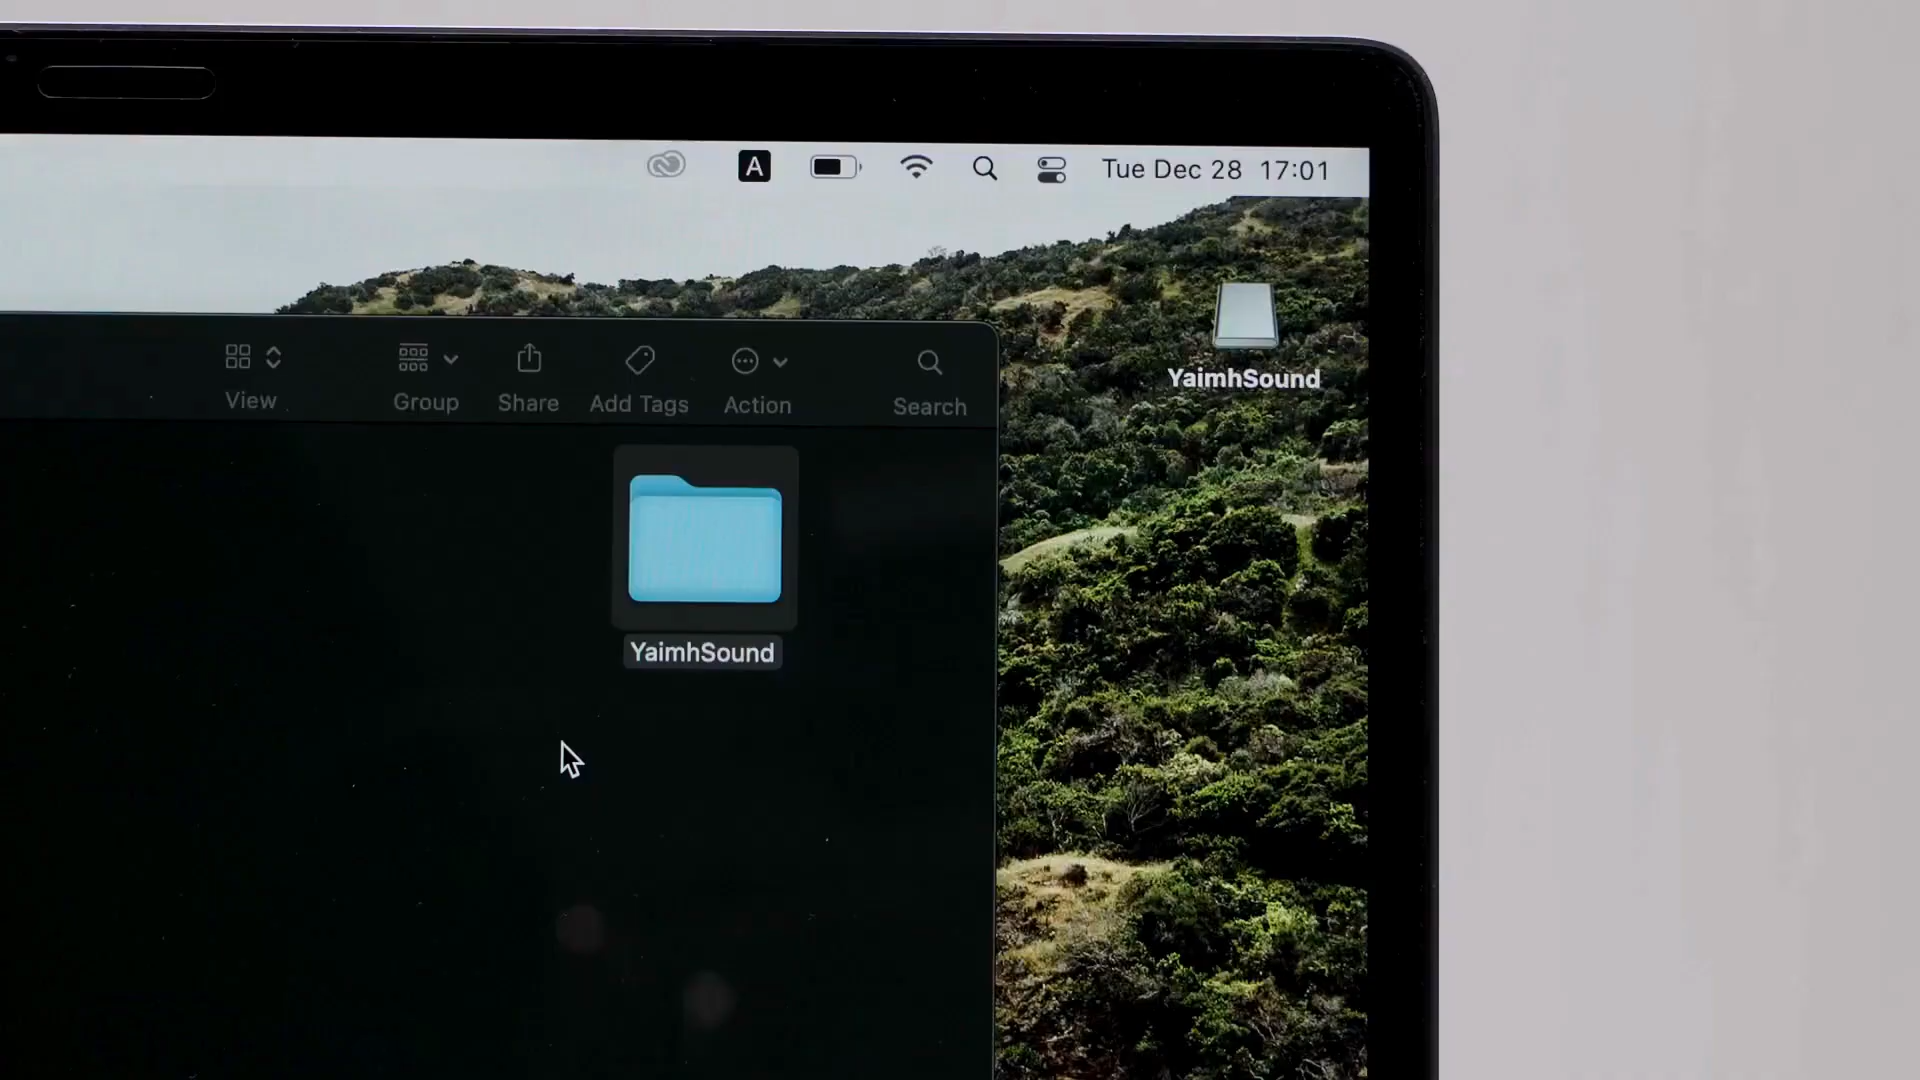 A
Tue Dec 28 17:01
YaimhSound
View
Group
Share
Add Tags
Action
Search
YaimhSound